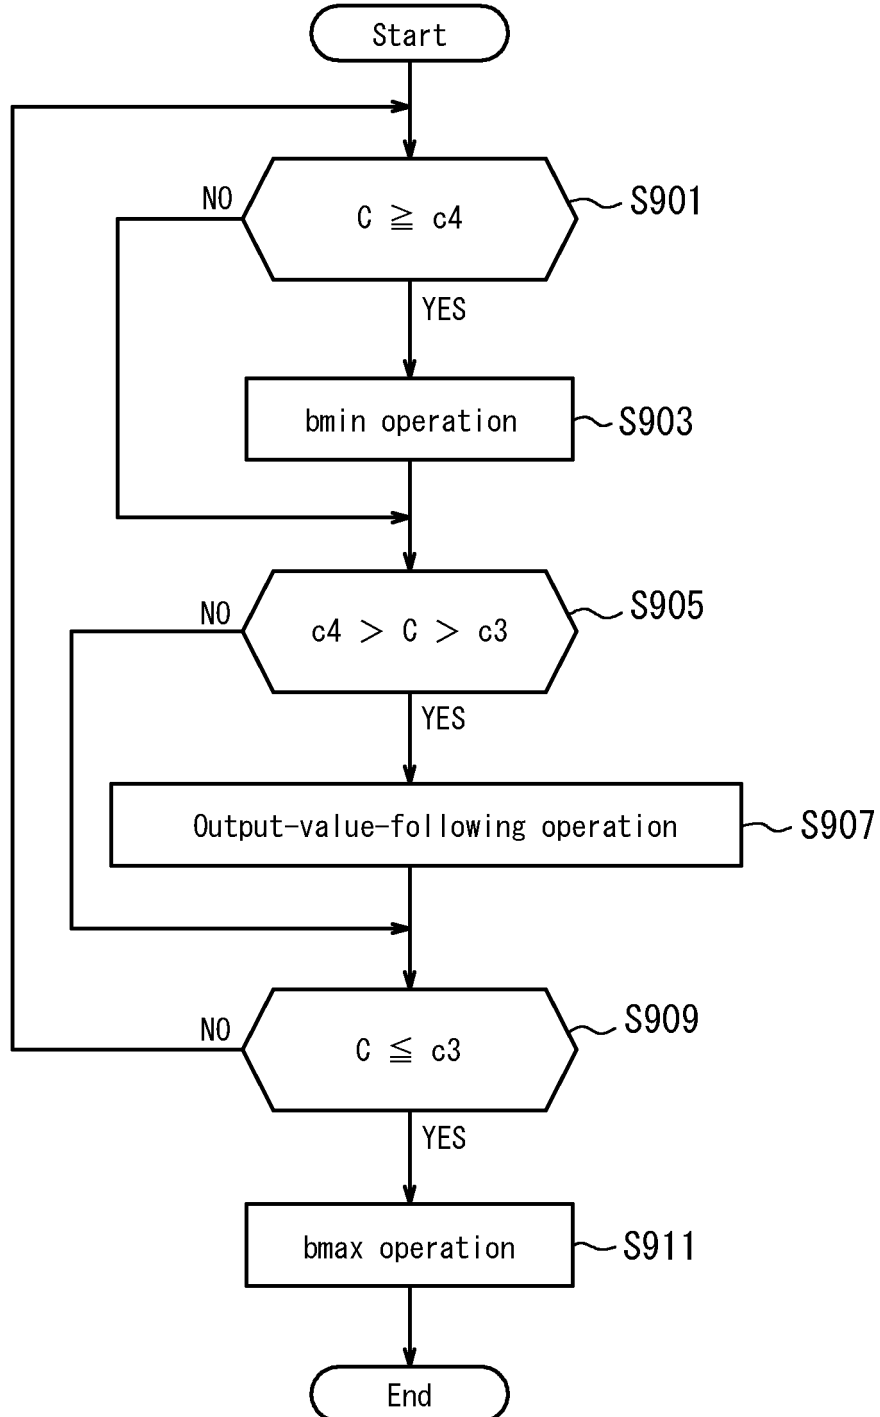 Start
C ≧ c4
NO
S901
YES
bmin operation
S903
c4 > C > c3
NO
S905
YES
Output-value-following operation
S907
C ≦ c3
NO
S909
YES
bmax operation
S911
End